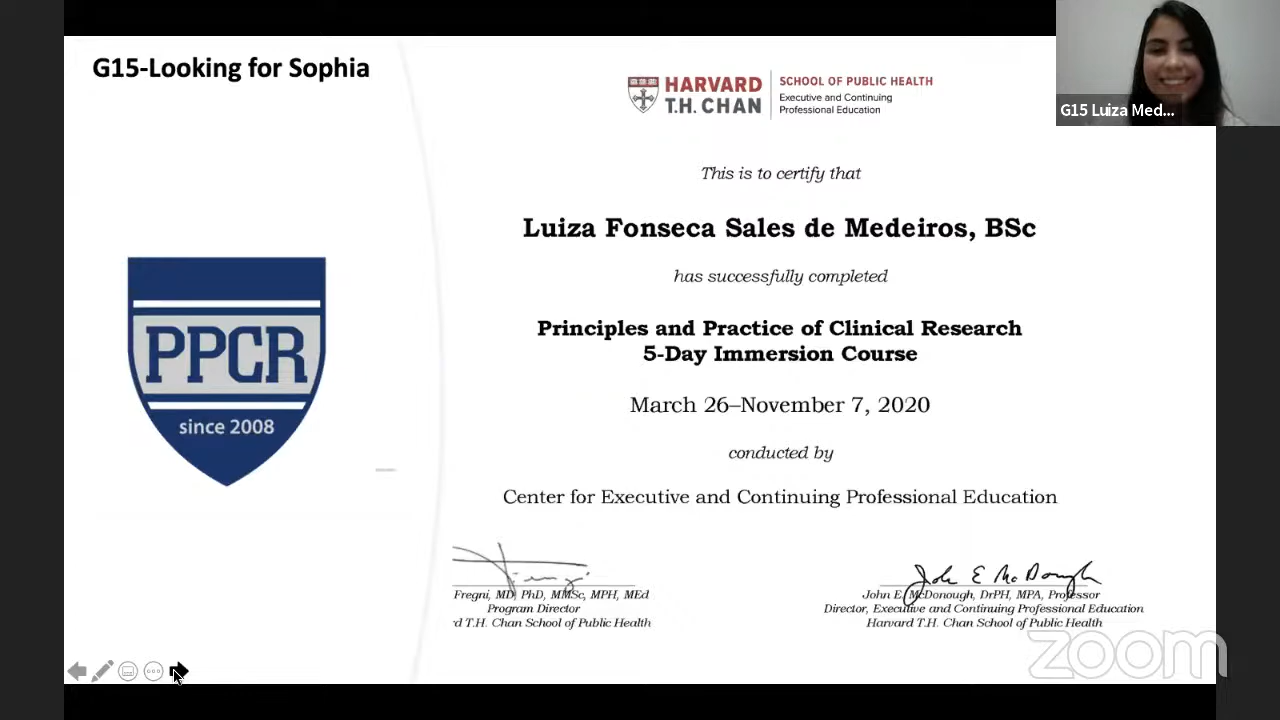 G15-Looking for Sophia
HARVARD
T.H. CHAN
SCHOOL OF PUBLIC HEALTH
Executive and Continuing
Professional Education
G15 Luiza Med...
This is to certify that
Luiza Fonseca Sales de Medeiros, BSc
has successfully completed
Principles and Practice of Clinical Research
5-Day Immersion Course
March 26–November 7, 2020
conducted by
Center for Executive and Continuing Professional Education
PPCR
since 2008
Fregni, MD, PhD, MMSc, MPH, MEd
Program Director
d T.H. Chan School of Public Health
John E McDonough
John E. McDonough, DrPH, MPA, Professor
Director, Executive and Continuing Professional Education
Harvard T.H. Chan School of Public Health
zoom